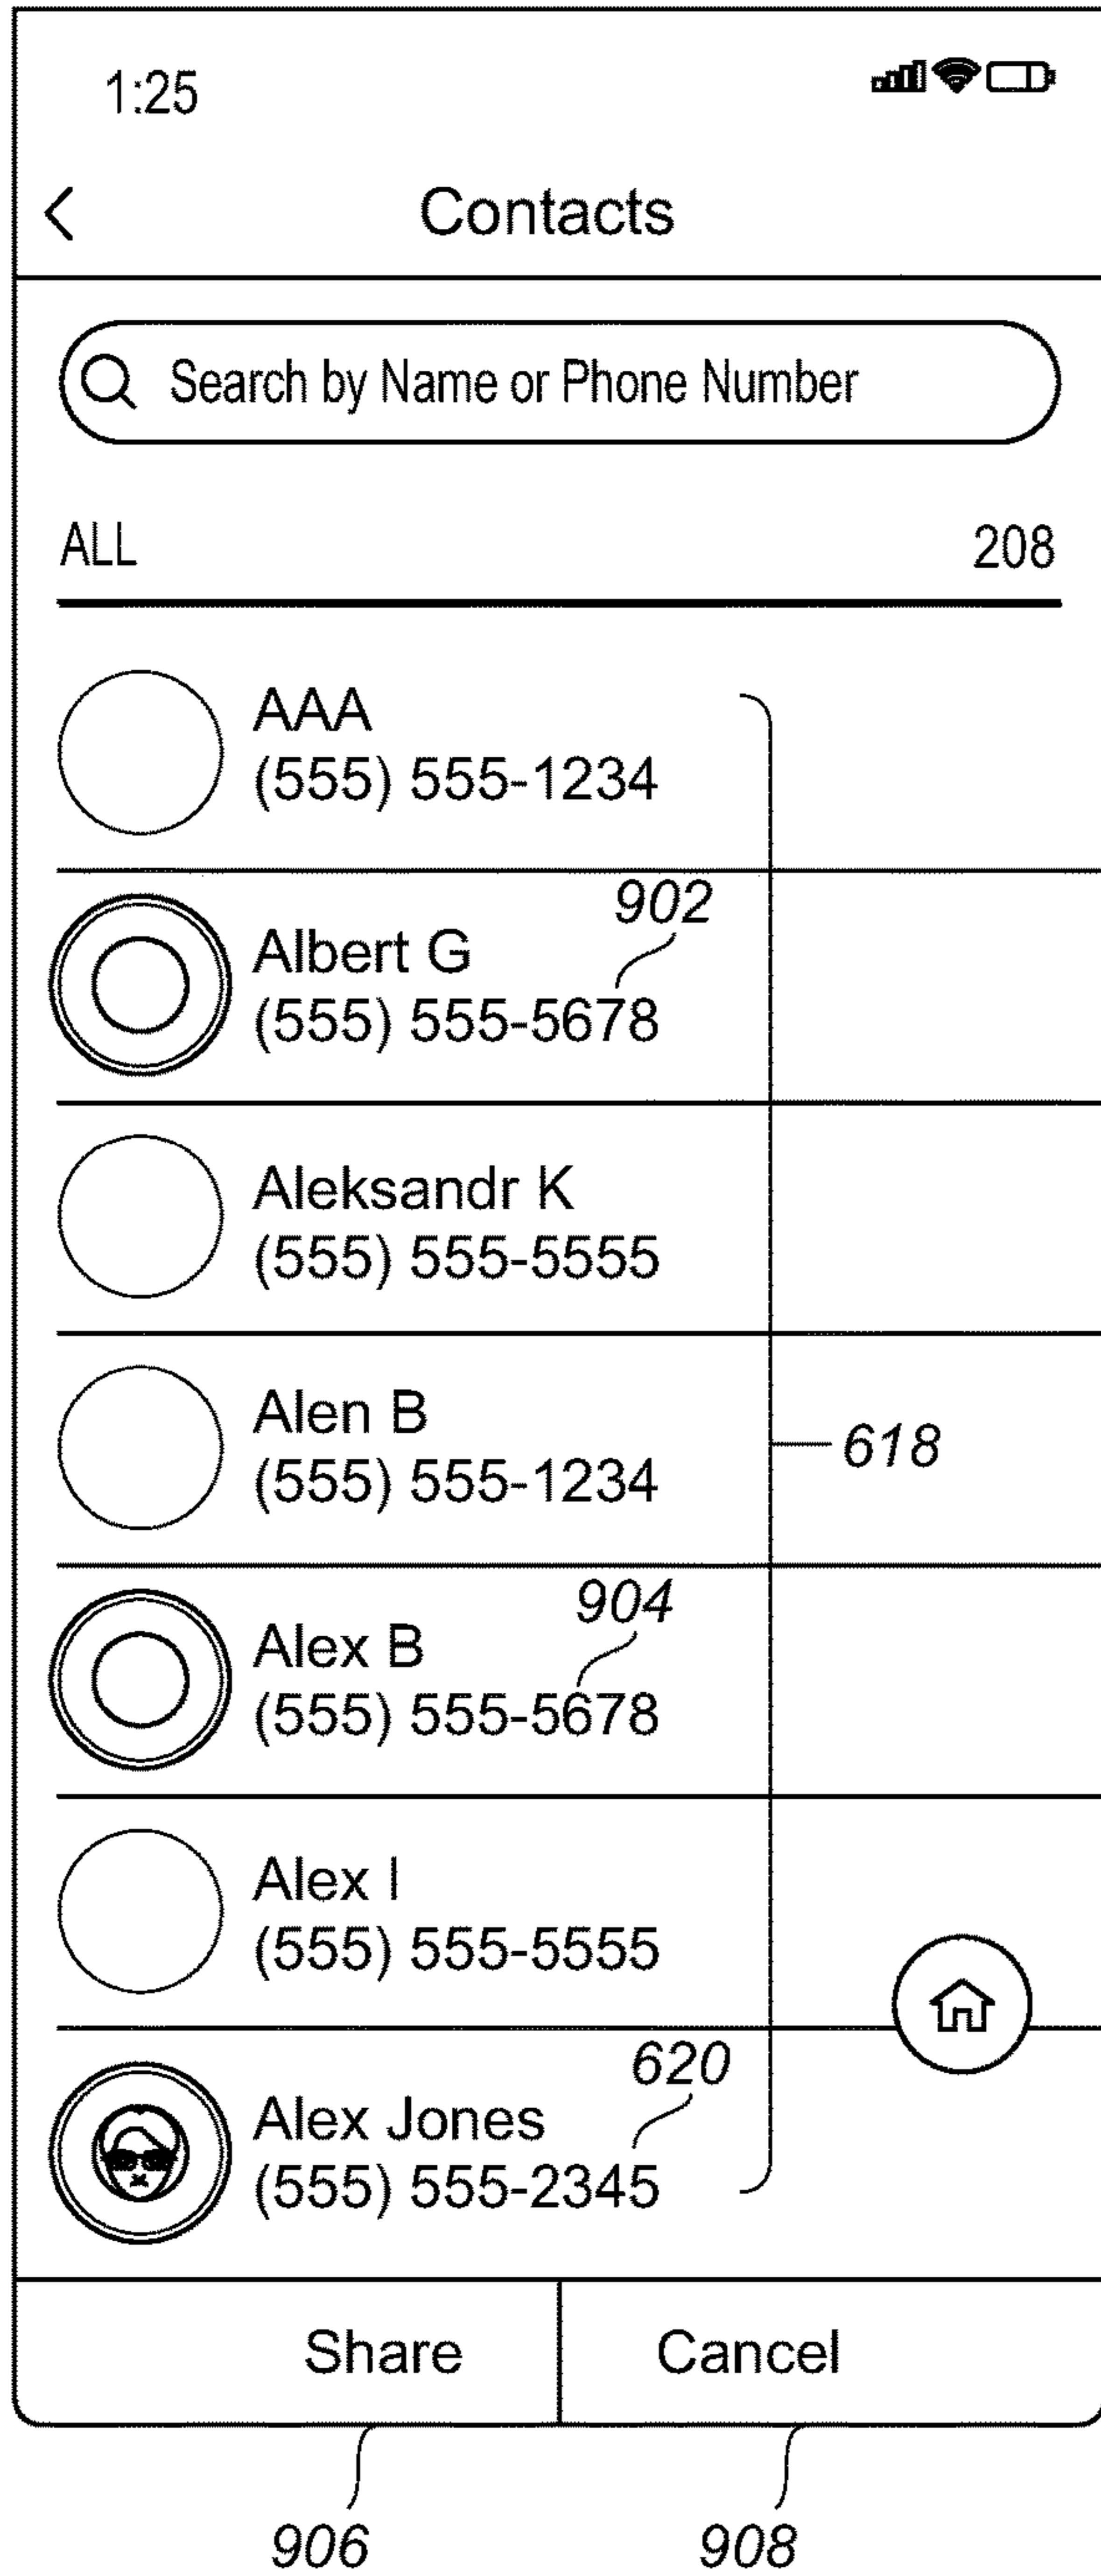 1:25
Contacts
Search by Name or Phone Number
ALL 208
AAA
(555) 555-1234
902
Albert G
(555) 555-5678
Aleksandr K
(555) 555-5555
Alen B
618
(555) 555-1234
904
Alex B
(555) 555-5678
Alex I
(555) 555-5555
620
Alex Jones
(555) 555-2345
Share Cancel
906 908